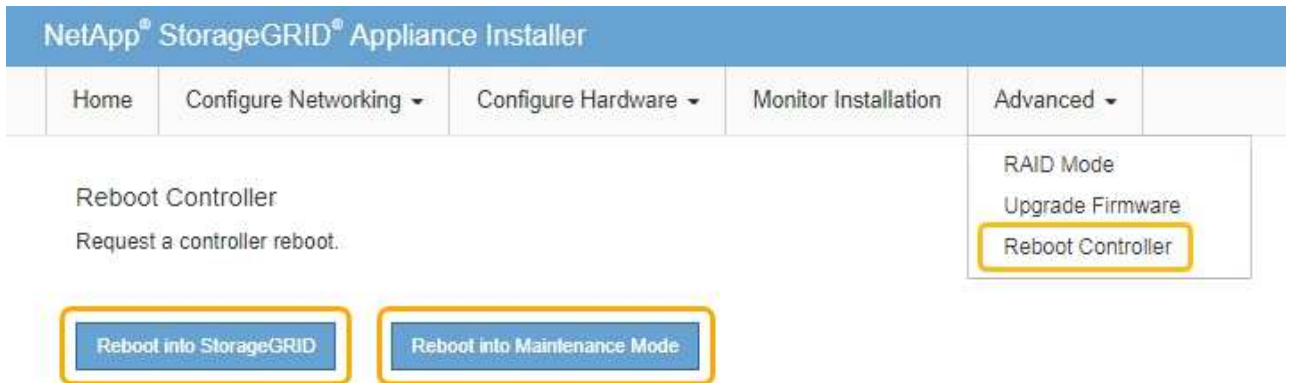 NetApp® StorageGRID® Appliance Installer
Home Configure Networking Configure Hardware Monitor Installation Advanced
RAID Mode
Upgrade Firmware
Reboot Controller
Reboot Controller
Request a controller reboot.
Reboot into StorageGRID Reboot into Maintenance Mode